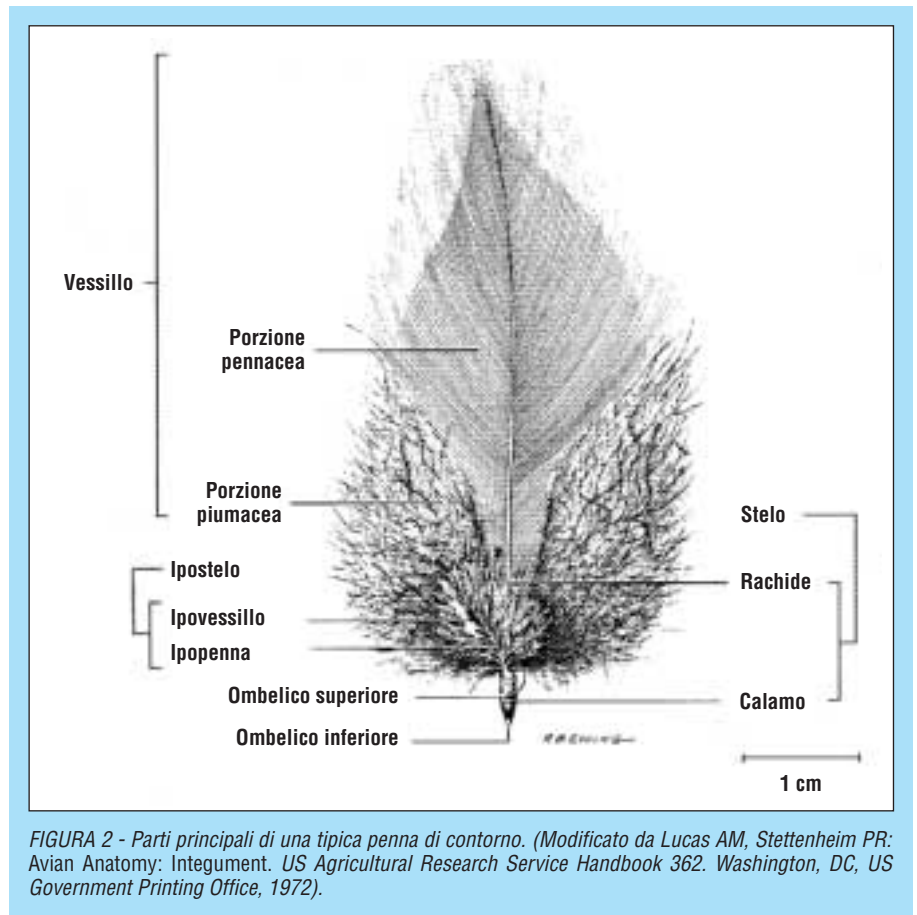 Vessillo
Porzione
pennacea
Porzione
piumacea
Stelo
Ipostelo
Rachide
Ipovessillo
Ipopenna
Ombelico superiore
Calamo
Ombelico inferiore
1 cm
FIGURA 2 - Parti principali di una tipica penna di contorno. (Modificato da Lucas AM, Stettenheim PR:
Avian Anatomy: Integument. US Agricultural Research Service Handbook 362. Washington, DC, US
Government Printing Office, 1972).